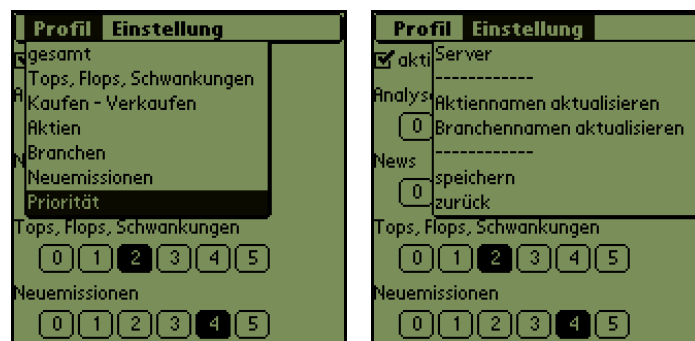 Profil Einstellung
gesamt
Tops, Flops, Schwankungen
Kaufen - Verkaufen
Aktien
Branchen
Neuemissionen
Priorität
Tops, Flops, Schwankungen
0 1 2 3 4 5
Neuemissionen
0 1 2 3 4 5
Profil Einstellung
Server
------------
Aktiennamen aktualisieren
Branchennamen aktualisieren
------------
speichern
zurück
0
News
0
Tops, Flops, Schwankungen
0 1 2 3 4 5
Neuemissionen
0 1 2 3 4 5